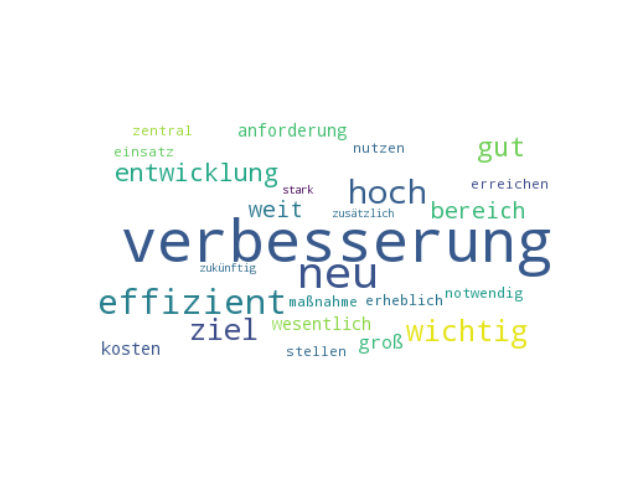 zentral anforderung
einsatz nutzen gut
entwicklung
stark hoch erreichen
weit zusätzlich bereich
verbesserung
zukünftig neu
effizient maßnahme erheblich notwendig
ziel wesentlich wichtig
kosten stellen groß